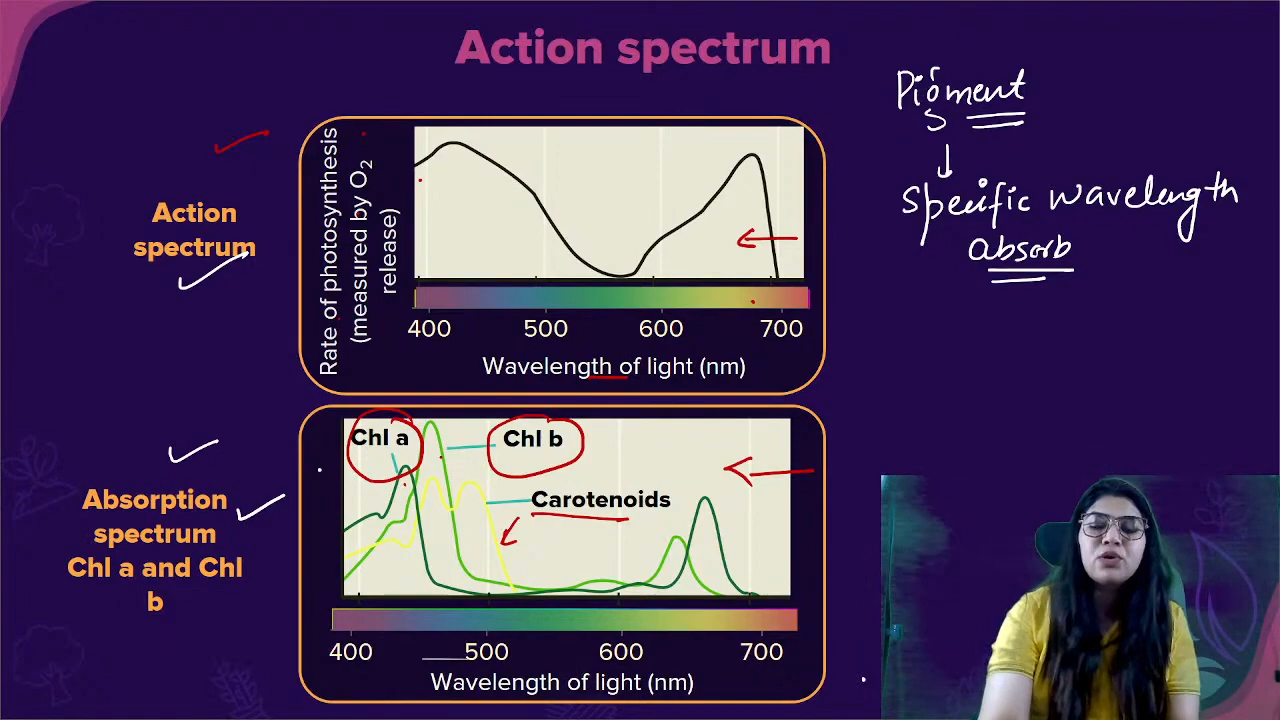 Action spectrum
Pigments
Specific wavelength
absorb
Action
spectrum
Rate of photosynthesis
(measured by O₂
release)
400 500 600 700
Wavelength of light (nm)
Absorption
spectrum
Chl a and Chl
b
Chl a
Chl b
Carotenoids
400 500 600 700
Wavelength of light (nm)